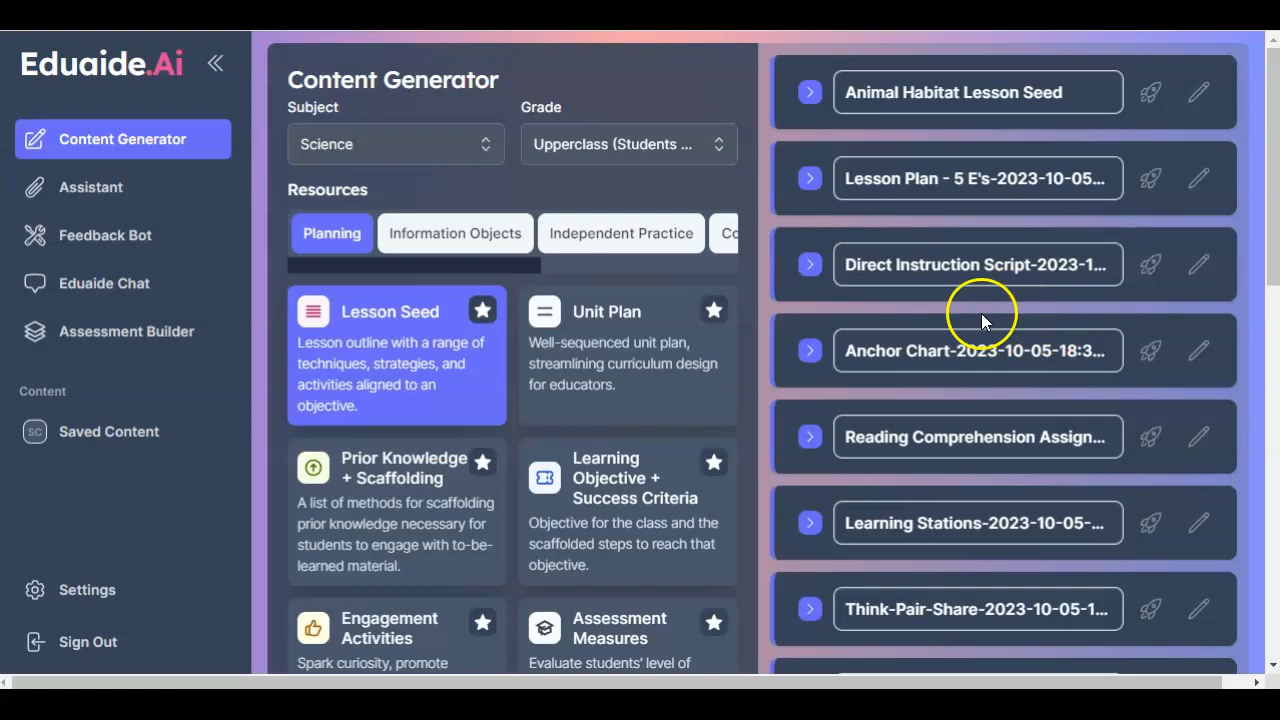 Eduaide.Ai
Content Generator
Assistant
Feedback Bot
Eduaide Chat
Assessment Builder
Content
SC
Saved Content
Settings
Sign Out
Content Generator
Subject
Grade
Science
Upperclass (Students ...
Resources
Planning
Information Objects
Independent Practice
Co
Lesson Seed
Lesson outline with a range of
techniques, strategies, and
activities aligned to an
objective.
Unit Plan
Well-sequenced unit plan,
streamlining curriculum design
for educators.
Prior Knowledge
+ Scaffolding
A list of methods for scaffolding
prior knowledge necessary for
students to engage with to-be-
learned material.
Learning
Objective +
Success Criteria
Objective for the class and the
scaffolded steps to reach that
objective.
Engagement
Activities
Spark curiosity, promote
Assessment
Measures
Evaluate students' level of
Animal Habitat Lesson Seed
Lesson Plan - 5 E's-2023-10-05...
Direct Instruction Script-2023-1...
Anchor Chart-2023-10-05-18:3...
Reading Comprehension Assign...
Learning Stations-2023-10-05-...
Think-Pair-Share-2023-10-05-1...